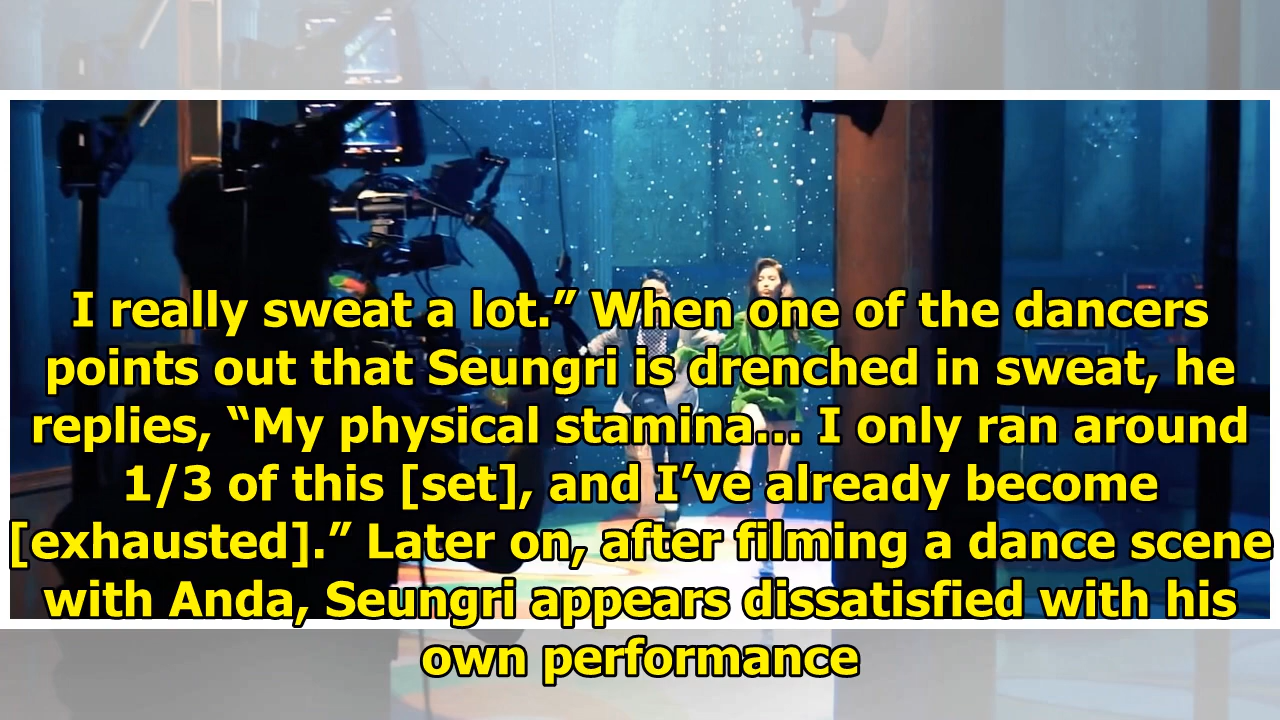 I really sweat a lot.” When one of the dancers
points out that Seungri is drenched in sweat, he
replies, “My physical stamina… I only ran around
1/3 of this [set], and I’ve already become
[exhausted].” Later on, after filming a dance scene
with Anda, Seungri appears dissatisfied with his
own performance